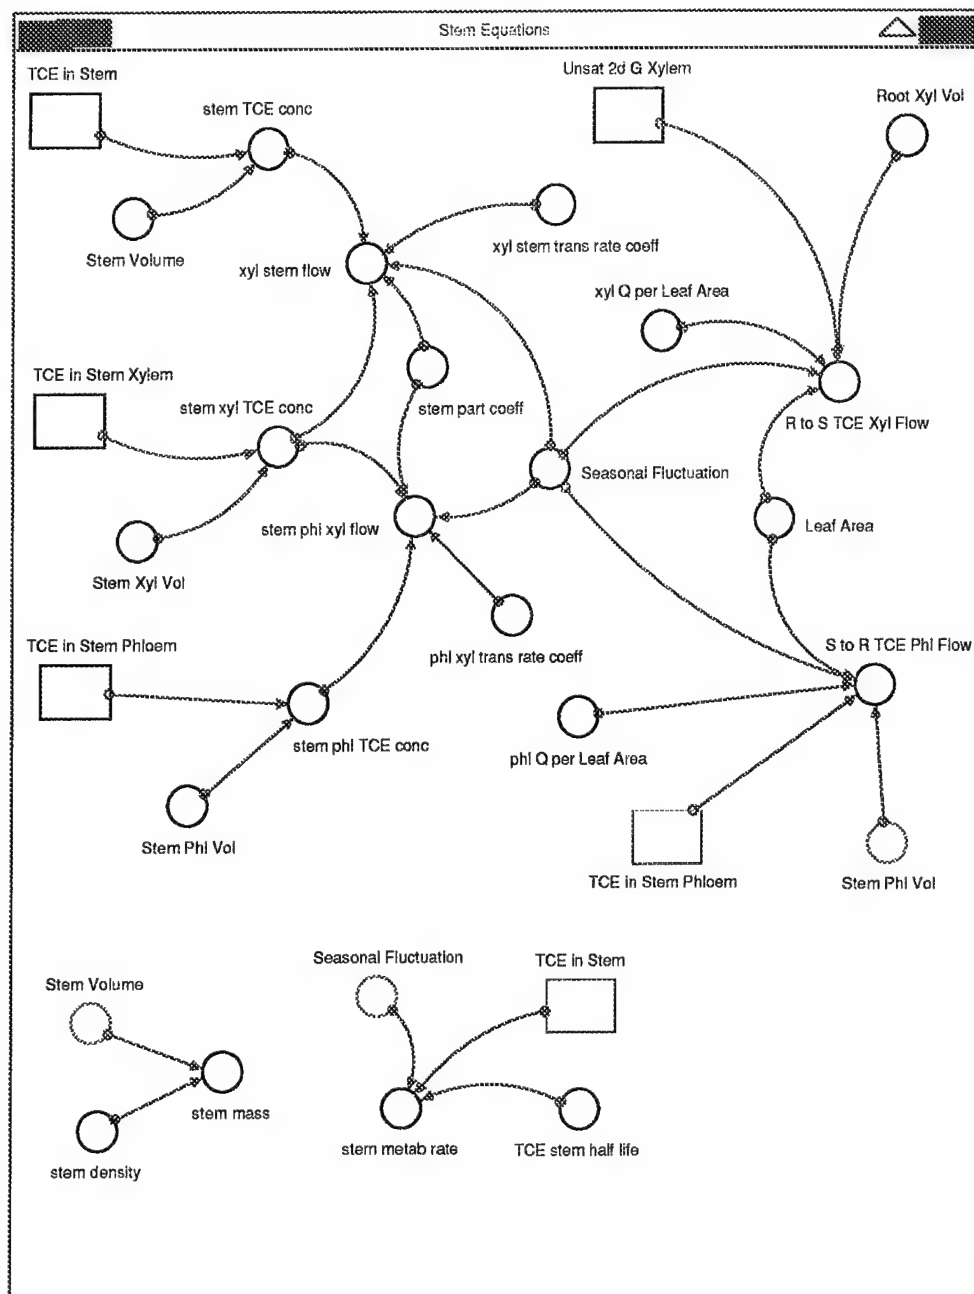 Stem Equations
TCE in Stem
Unsat 2d G Xylem
Root Xyl Vol
stem TCE conc
Stem Volume
xyl stem trans rate coeff
xyl stem flow
xyl Q per Leaf Area
TCE in Stem Xylem
stem xyl TCE conc
stem part coeff
R to S TCE Xyl Flow
Seasonal Fluctuation
stem phl xyl flow
Leaf Area
Stem Xyl Vol
TCE in Stem Phloem
phl xyl trans rate coeff
S to R TCE Phl Flow
stem phl TCE conc
phl Q per Leaf Area
Stem Phl Vol
TCE in Stem Phloem
Stem Phl Vol
Seasonal Fluctuation
TCE in Stem
Stem Volume
stem mass
stem metab rate
TCE stem half life
stem density